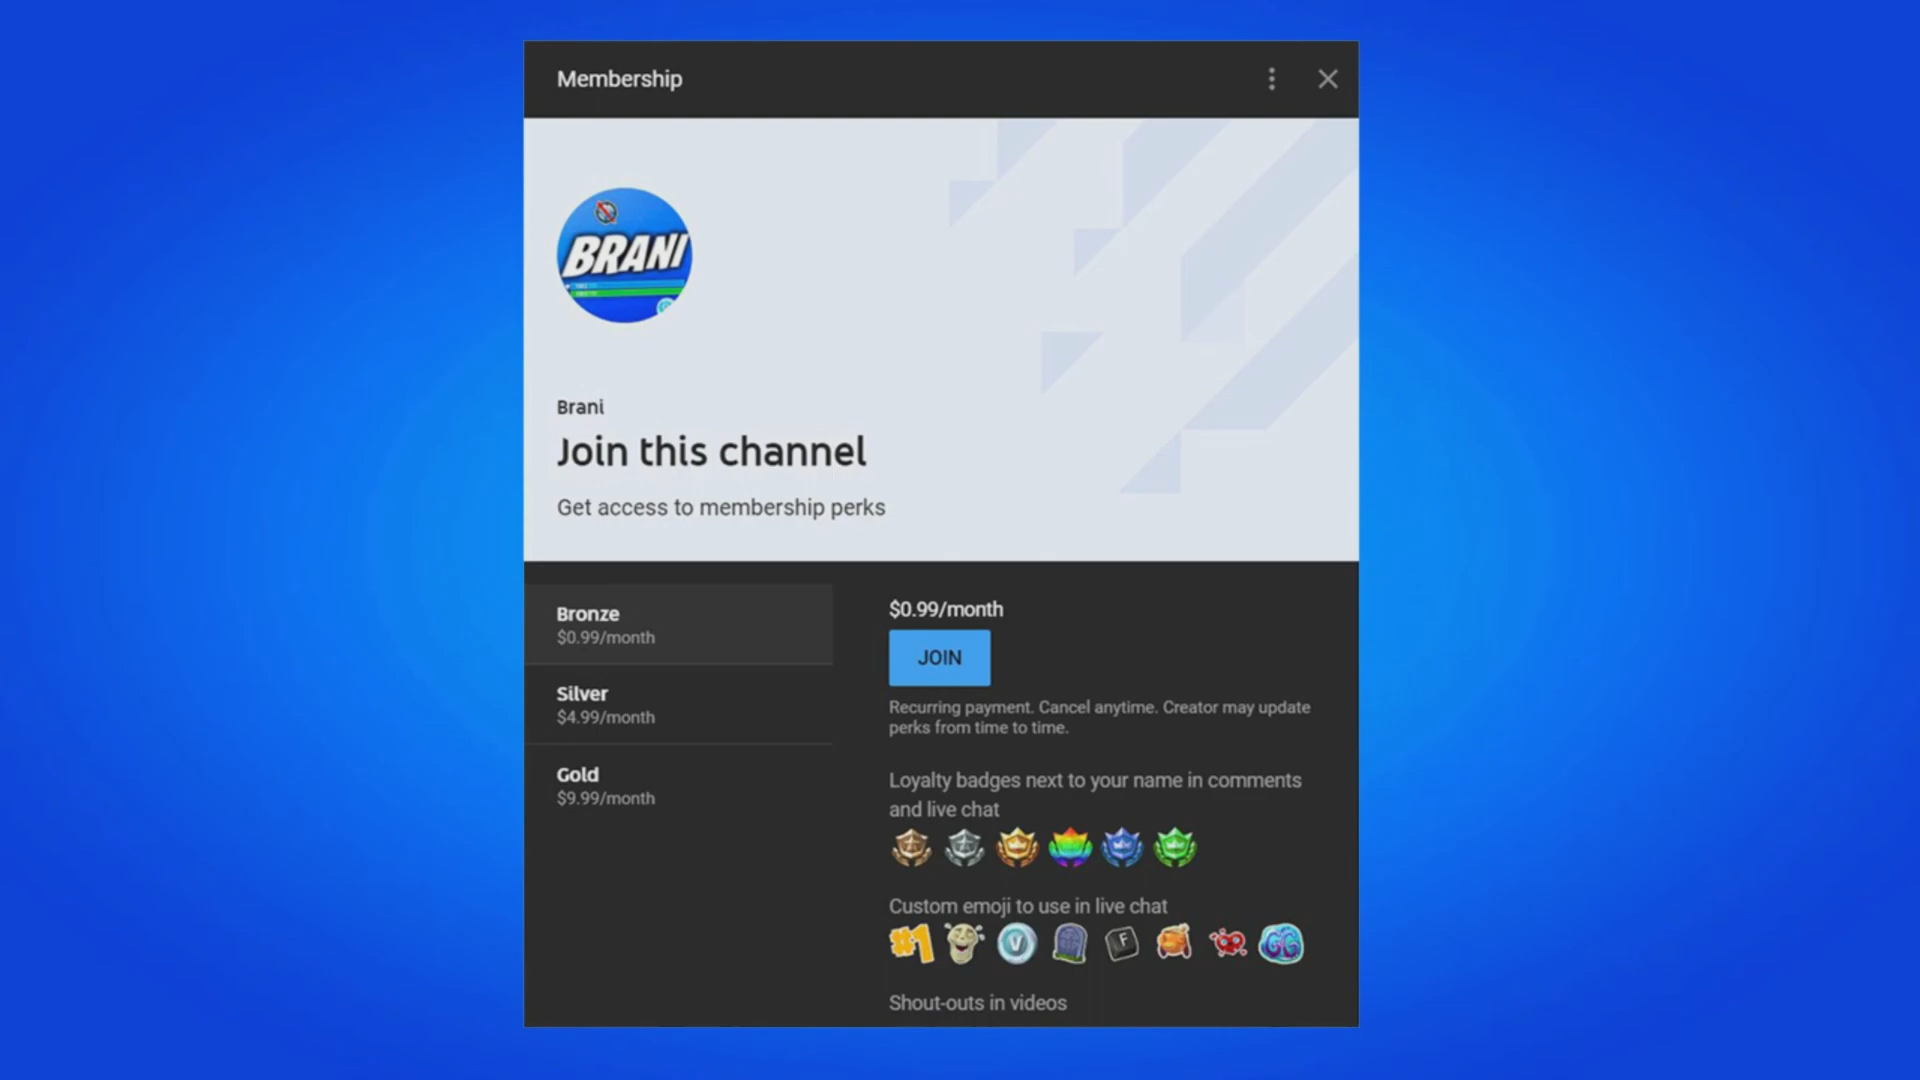 Membership
BRANI
Brani
Join this channel
Get access to membership perks
Bronze
$0.99/month
Silver
$4.99/month
Gold
$9.99/month
$0.99/month
JOIN
Recurring payment. Cancel anytime. Creator may update
perks from time to time.
Loyalty badges next to your name in comments
and live chat
Custom emoji to use in live chat
#1 V F GG
Shout-outs in videos